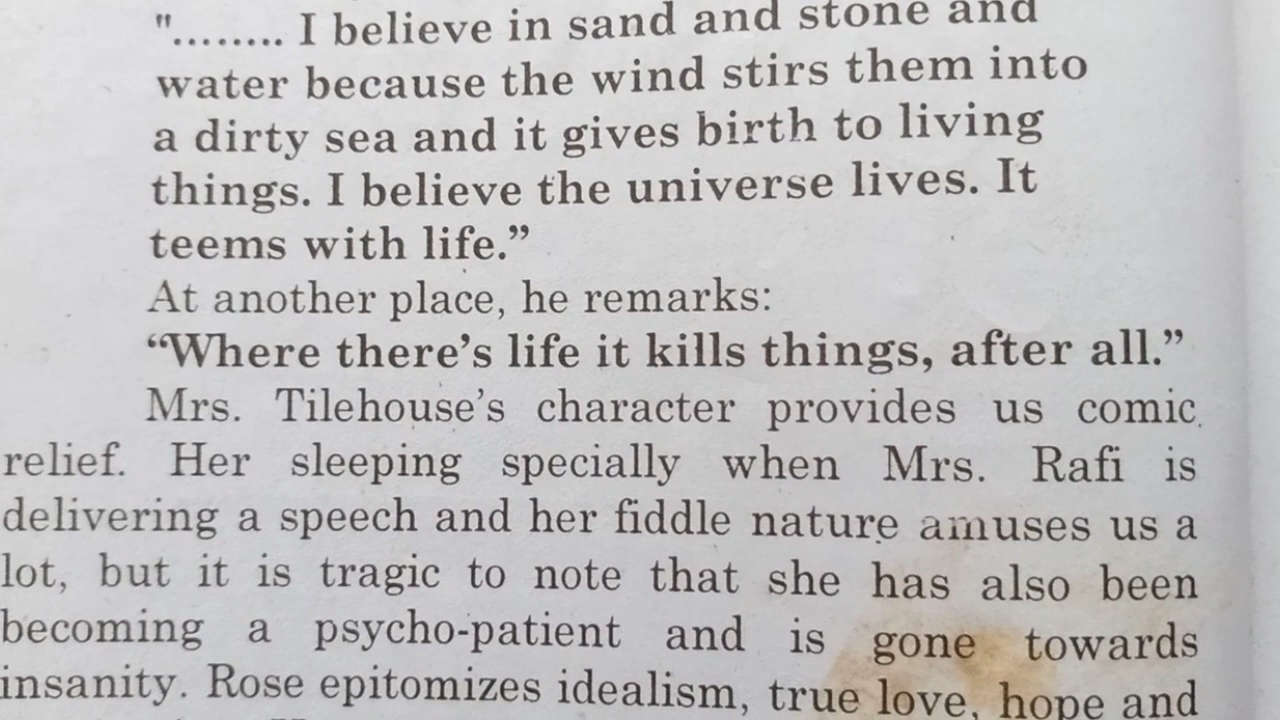 "........ I believe in sand and stone and
water because the wind stirs them into
a dirty sea and it gives birth to living
things. I believe the universe lives. It
teems with life.”
At another place, he remarks:
“Where there’s life it kills things, after all.”
Mrs. Tilehouse’s character provides us comic
relief. Her sleeping specially when Mrs. Rafi is
delivering a speech and her fiddle nature amuses us a
lot, but it is tragic to note that she has also been
becoming a psycho-patient and is gone towards
insanity. Rose epitomizes idealism, true love, hope and